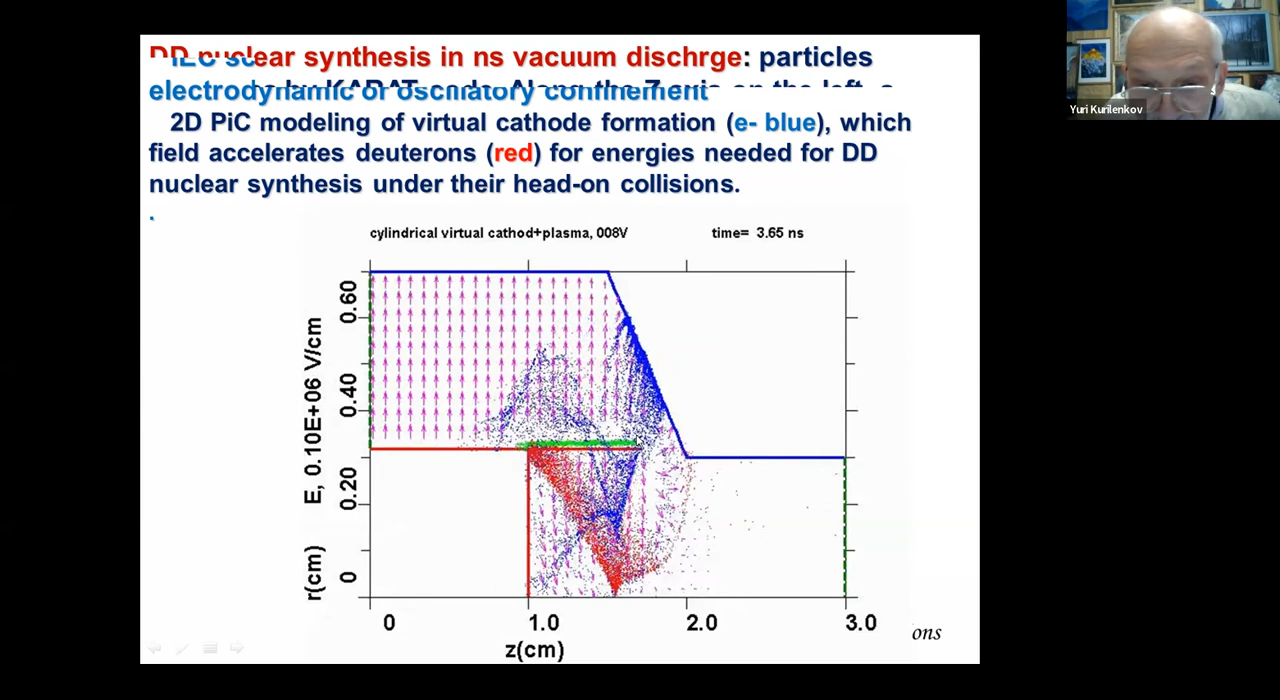 DD nuclear synthesis in ns vacuum dischrge: particles
electrodynamic or oscillatory confinement
2D PiC modeling of virtual cathode formation (e- blue), which
field accelerates deuterons (red) for energies needed for DD
nuclear synthesis under their head-on collisions.
.
cylindrical virtual cathod+plasma, 008V time= 3.65 ns
r(cm) E, 0.10E+06 V/cm
0.60
0.40
0.20
0
0 1.0 2.0 3.0
z(cm)
ons
Yuri Kurilenkov